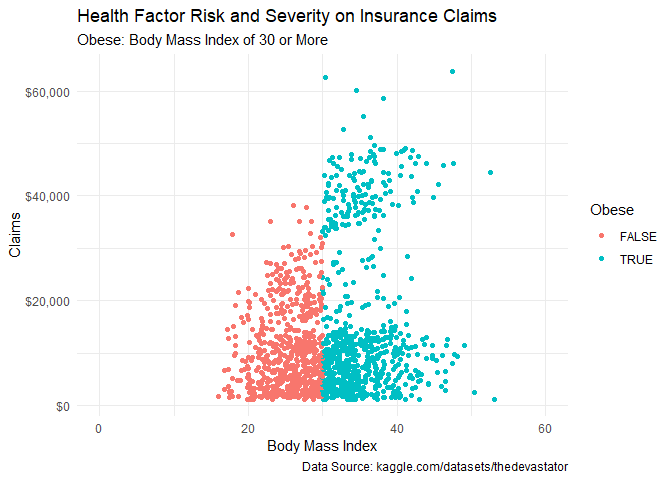 Health Factor Risk and Severity on Insurance Claims
Obese: Body Mass Index of 30 or More
$60,000
$40,000
$20,000
$0
Claims
0 20 40 60
Body Mass Index
Obese
FALSE
TRUE
Data Source: kaggle.com/datasets/thedevastator